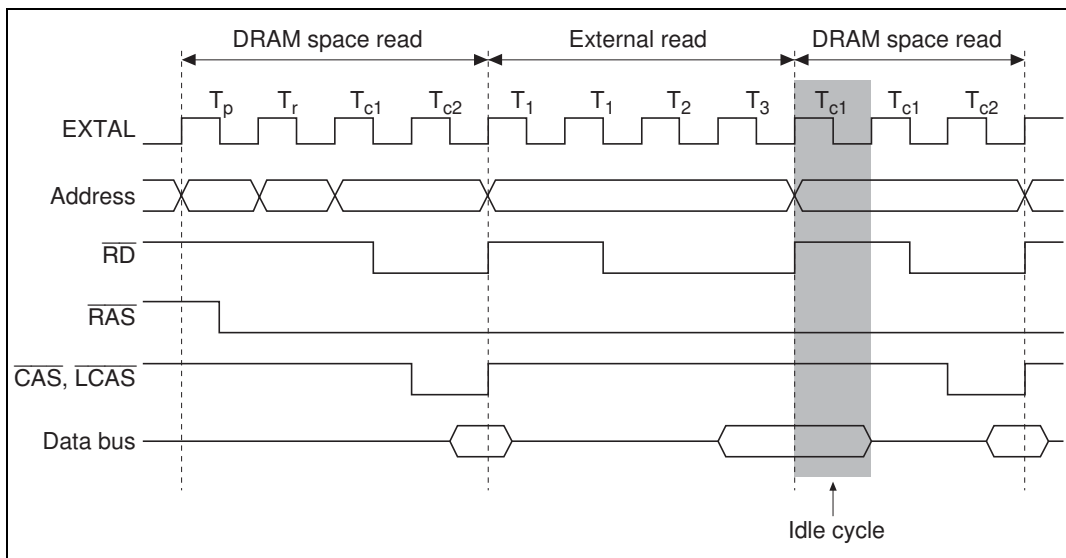 DRAM space read External read DRAM space read
Tp Tr Tc1 Tc2 T1 T1 T2 T3 Tc1 Tc1 Tc2
EXTAL
Address
RD
RAS
CAS, LCAS
Data bus
Idle cycle